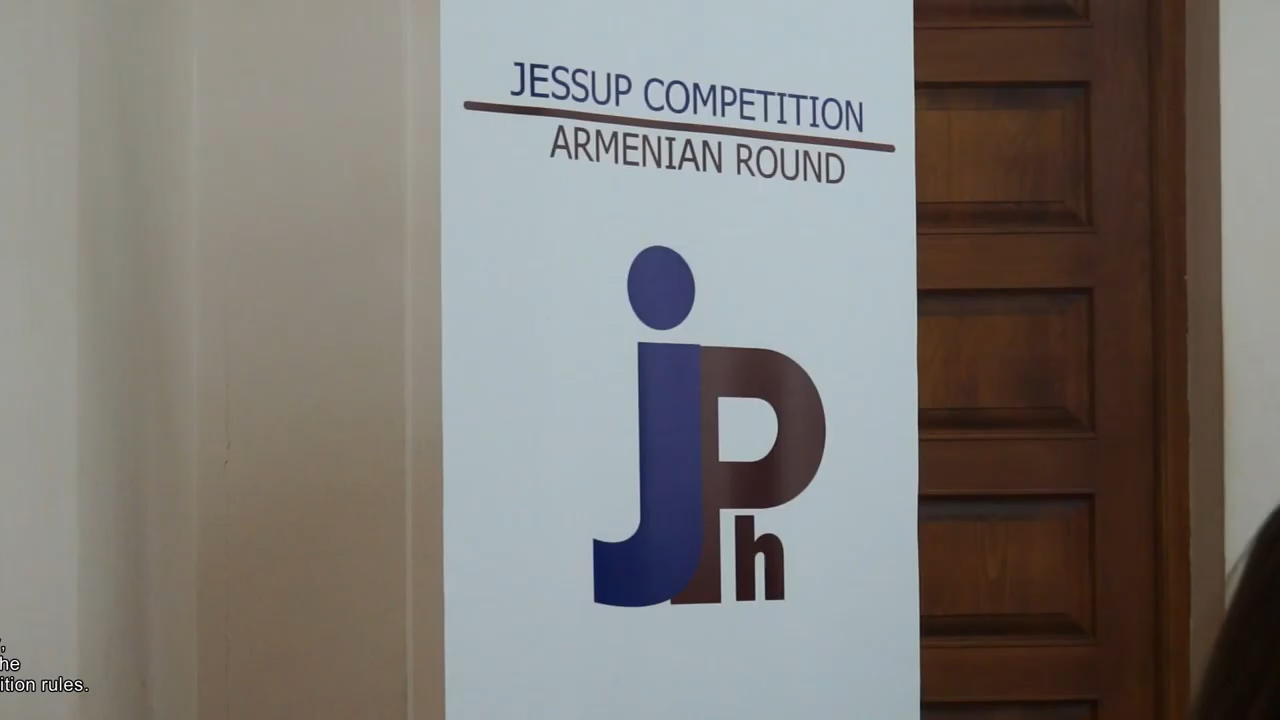 JESSUP COMPETITION
ARMENIAN ROUND
jPh
he
ition rules.